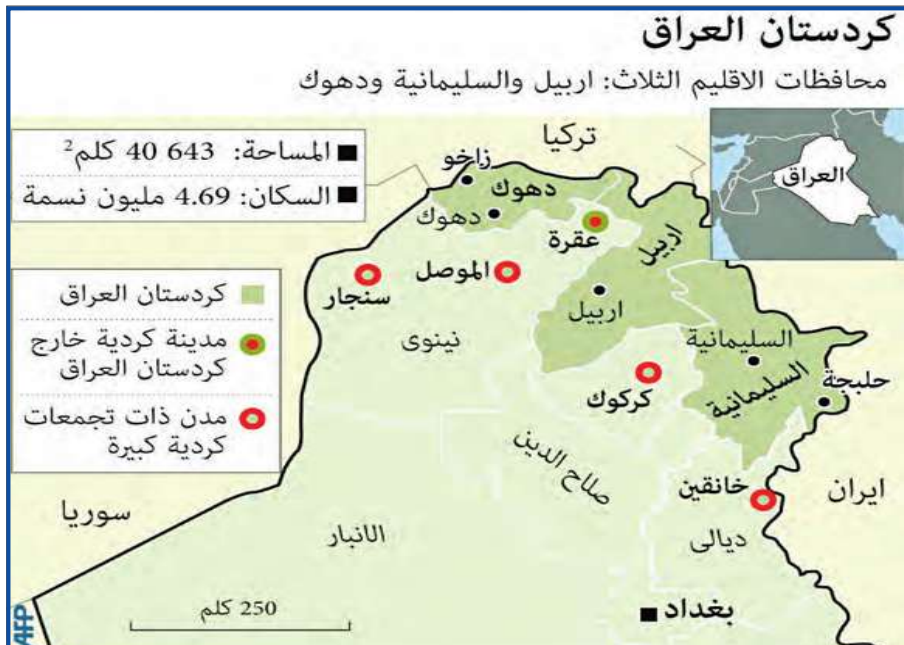 كردستان العراق
محافظات الاقليم الثلاث: اربيل والسليمانية ودهوك
المساحة: 643 40 كلم²
السكان: 4.69 مليون نسمة
تركيا
العراق
زاخو
دهوك
دهوك
عقرة
اربيل
سنجار
الموصل
اربيل
نينوى
السليمانية
السليمانية
حلبجة
كركوك
كردستان العراق
مدينة كردية خارج
كردستان العراق
مدن ذات تجمعات
كردية كبيرة
صلاح الدين
خانقين
ايران
سوريا
الانبار
ديالى
250 كلم
بغداد
AFP